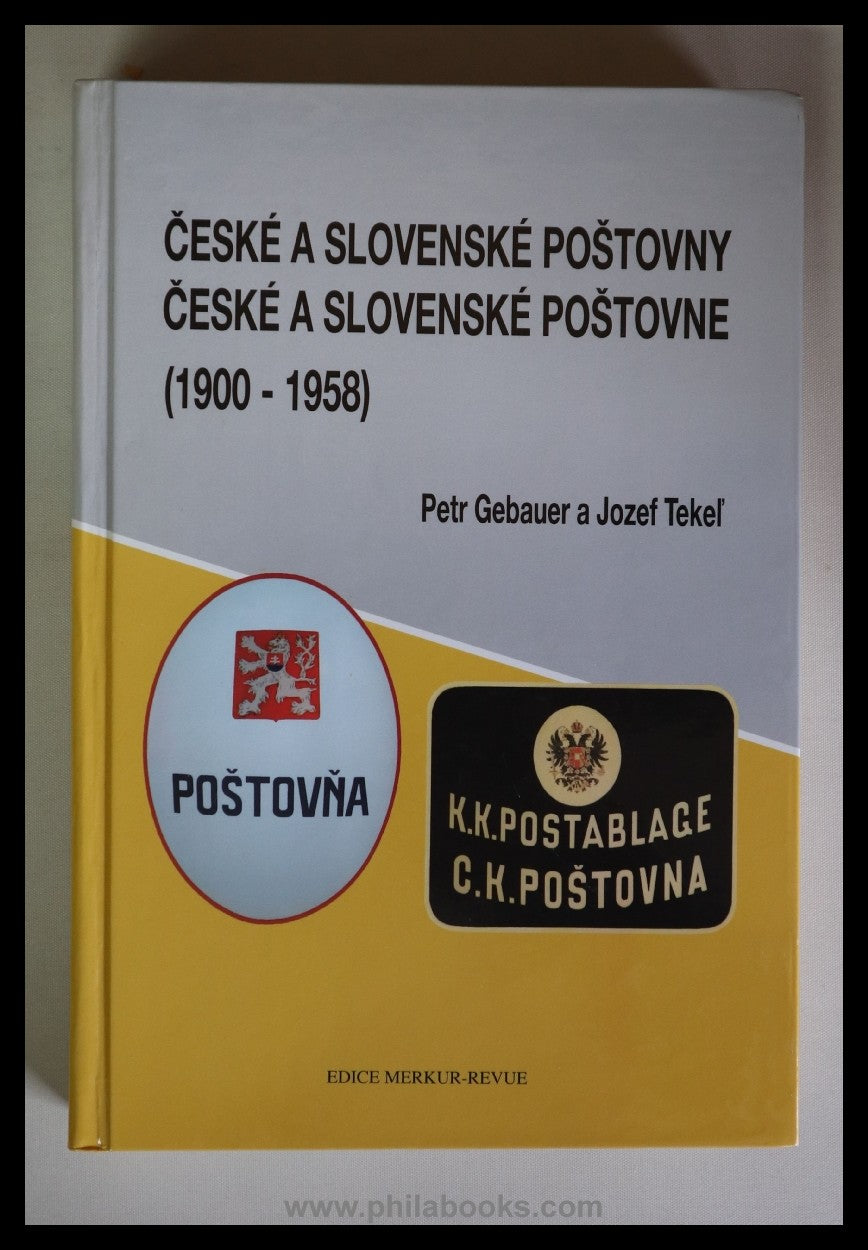 ČESKÉ A SLOVENSKÉ POŠTOVNY
ČESKÉ A SLOVENSKÉ POŠTOVNE
(1900 - 1958)
Petr Gebauer a Jozef Tekeľ
POŠTOVŇA
K.K.POSTABLAGE
C.K.POŠTOVNA
EDICE MERKUR-REVUE
www.philabooks.com